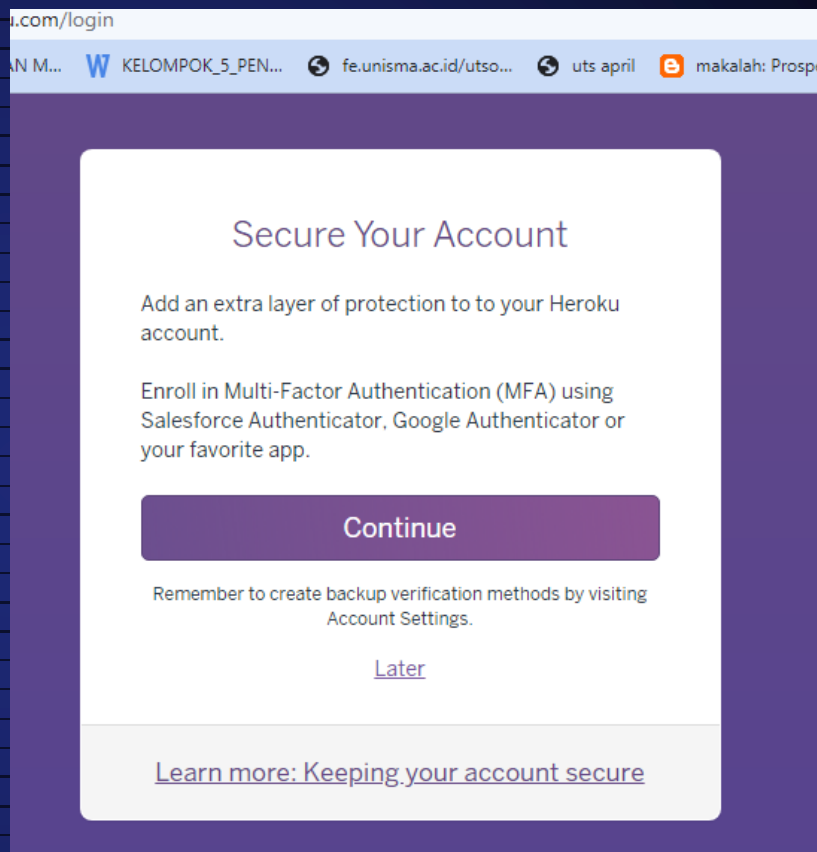 u.com/login
AN M... KELOMPOK_5_PEN... fe.unisma.ac.id/utso... uts april makalah: Prospe
Secure Your Account
Add an extra layer of protection to to your Heroku
account.
Enroll in Multi-Factor Authentication (MFA) using
Salesforce Authenticator, Google Authenticator or
your favorite app.
Continue
Remember to create backup verification methods by visiting
Account Settings.
Later
Learn more: Keeping your account secure